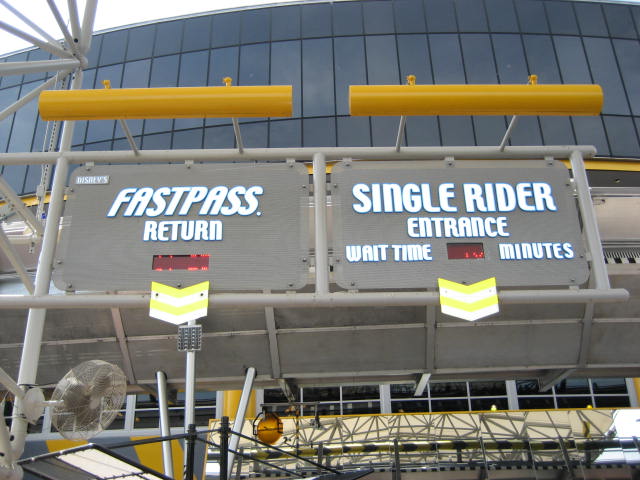 DISNEY'S
FASTPASS.
RETURN
SINGLE RIDER
ENTRANCE
WAIT TIME MINUTES